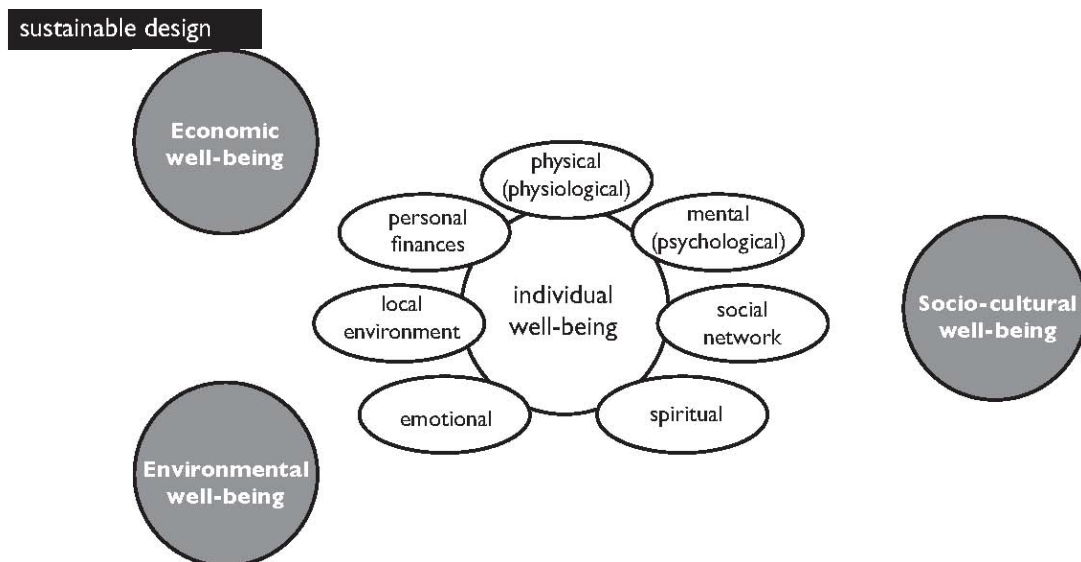 sustainable design
Economic
well-being
physical
(physiological)
personal
finances
mental
(psychological)
local
environment
individual
well-being
social
network
Socio-cultural
well-being
emotional
spiritual
Environmental
well-being